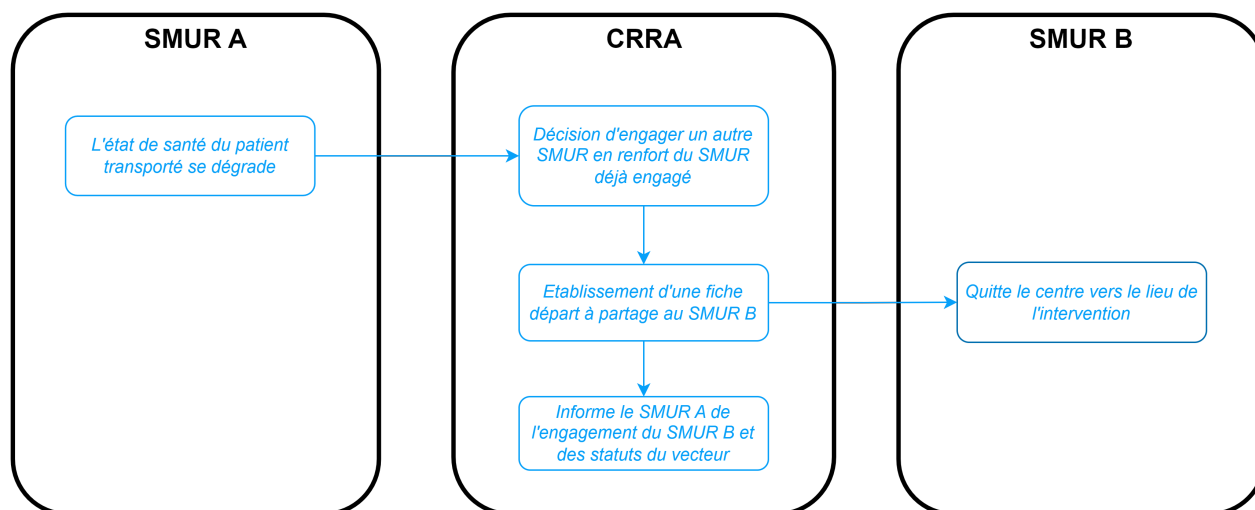 SMUR A
CRRA
SMUR B
L'état de santé du patient
transporté se dégrade
Décision d'engager un autre
SMUR en renfort du SMUR
déjà engagé
Etablissement d'une fiche
départ à partage au SMUR B
Quitte le centre vers le lieu de
l'intervention
Informe le SMUR A de
l'engagement du SMUR B et
des statuts du vecteur